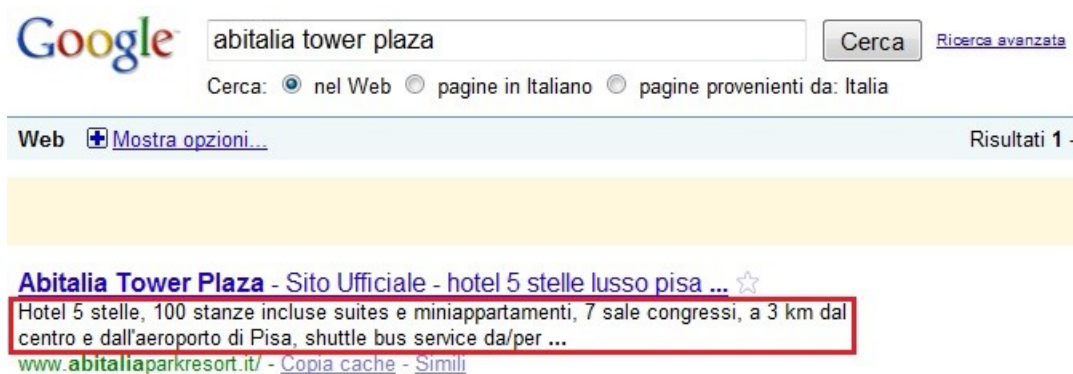 Google abitalia tower plaza Cerca Ricerca avanzata
Cerca: nel Web pagine in Italiano pagine provenienti da: Italia
Web Mostra opzioni... Risultati 1 -
Abitalia Tower Plaza - Sito Ufficiale - hotel 5 stelle lusso pisa ...
Hotel 5 stelle, 100 stanze incluse suites e miniappartamenti, 7 sale congressi, a 3 km dal
centro e dall'aeroporto di Pisa, shuttle bus service da/per ...
www.abitaliaparkresort.it/ - Copia cache - Simili